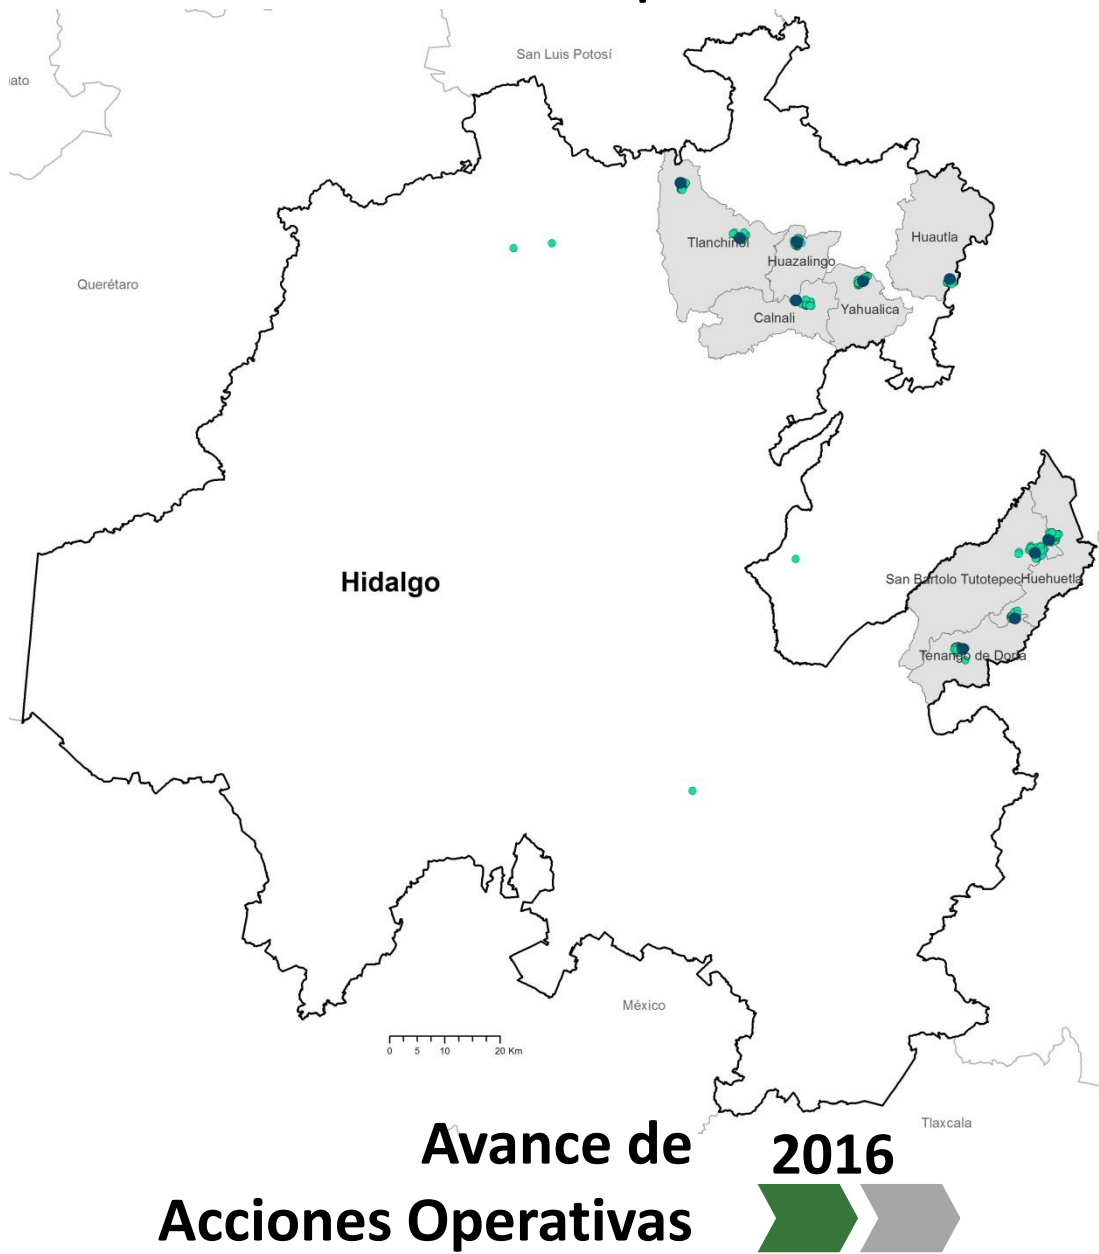 San Luis Potosí
ato
Huautla
Tlanchinol
Huazalingo
Querétaro
Yahualica
Calnali
Hidalgo
San Bartolo Tutotepec
Huehuetla
Tenango de Doria
México
0 5 10 20 Km
Tlaxcala
Avance de
2016
Acciones Operativas